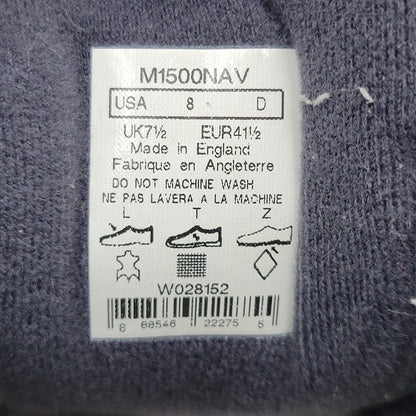 M1500NAV
USA 8 D
UK7½ EUR41½
Made in England
Fabrique en Angleterre
DO NOT MACHINE WASH
NE PAS LAVERA A LA MACHINE
L T Z
W028152
8 88546 22275 5